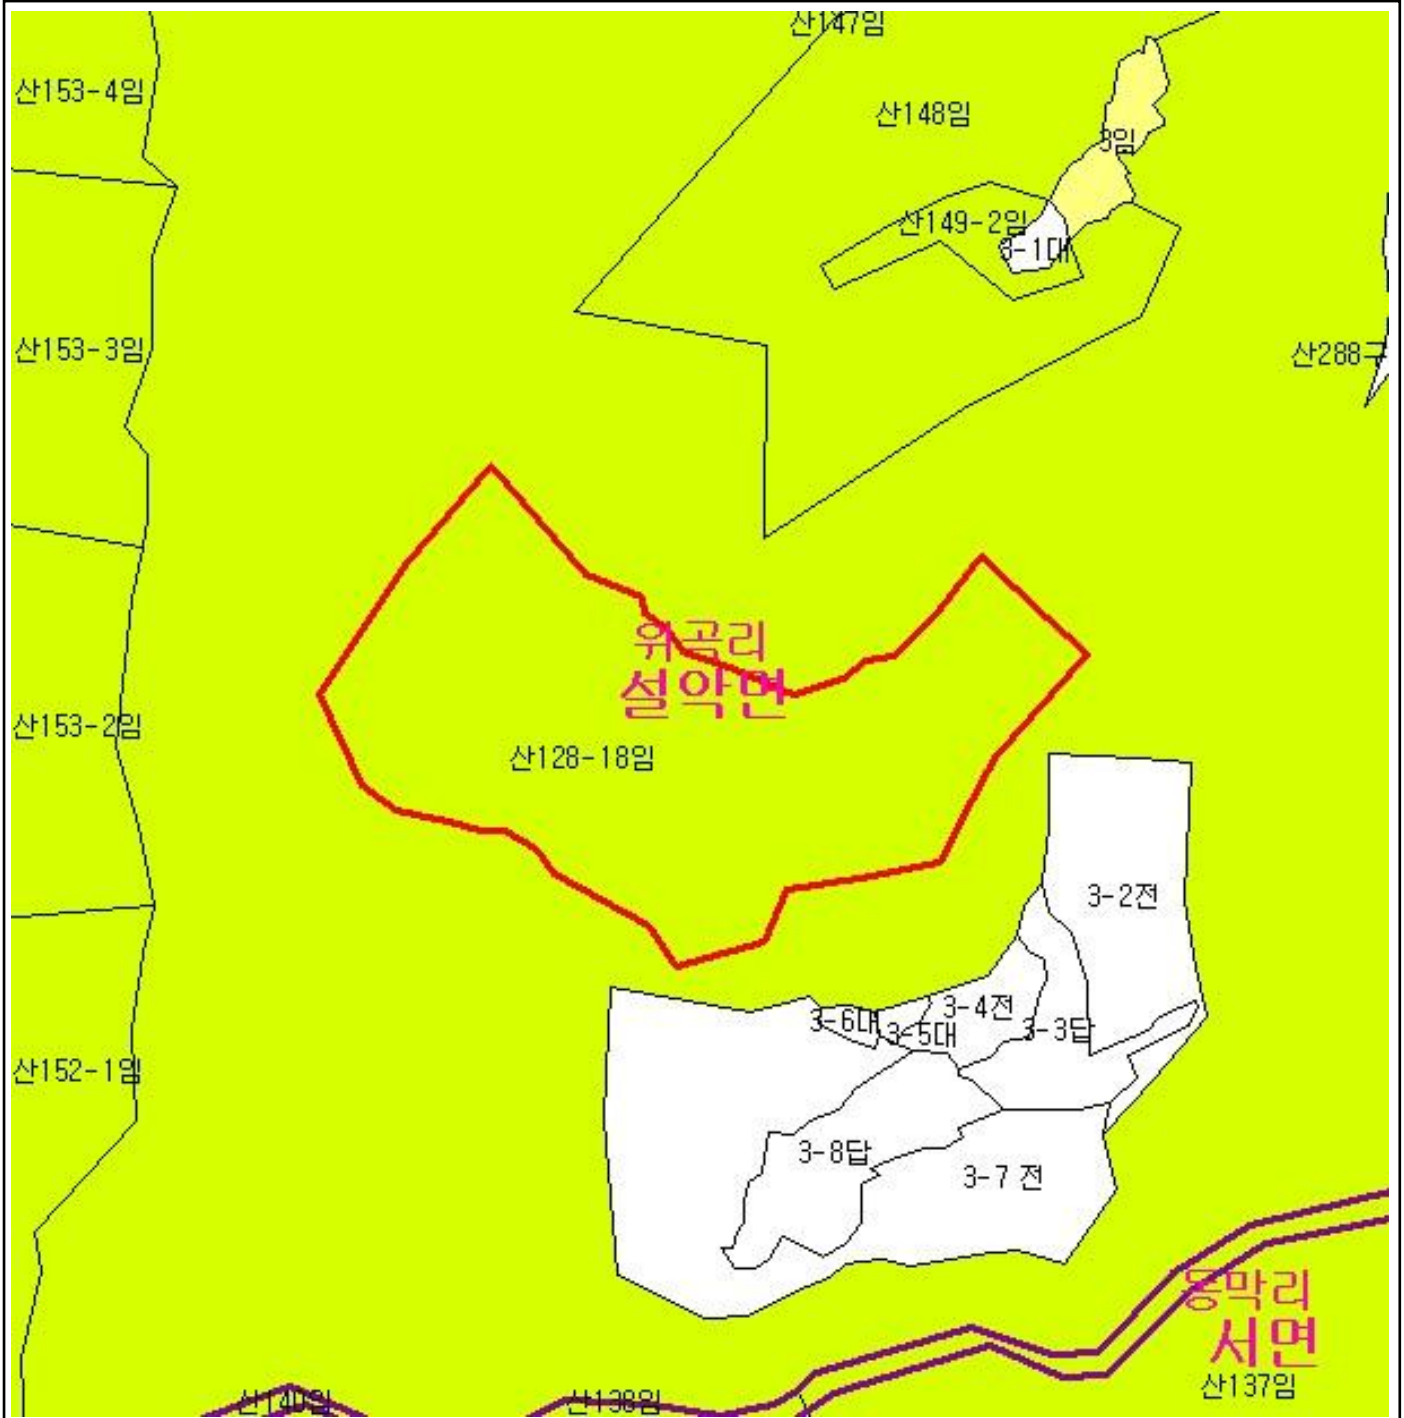 산147임
산153-4임
산148임
3임
산149-2임
3-1대
산153-3임
산288구
위곡리
설악면
산153-2임
산128-18임
3-2전
3-4전
3-6대
3-5대
3-3답
산152-1임
3-8답
3-7 전
동막리
서면
산137임
산140임
산138임